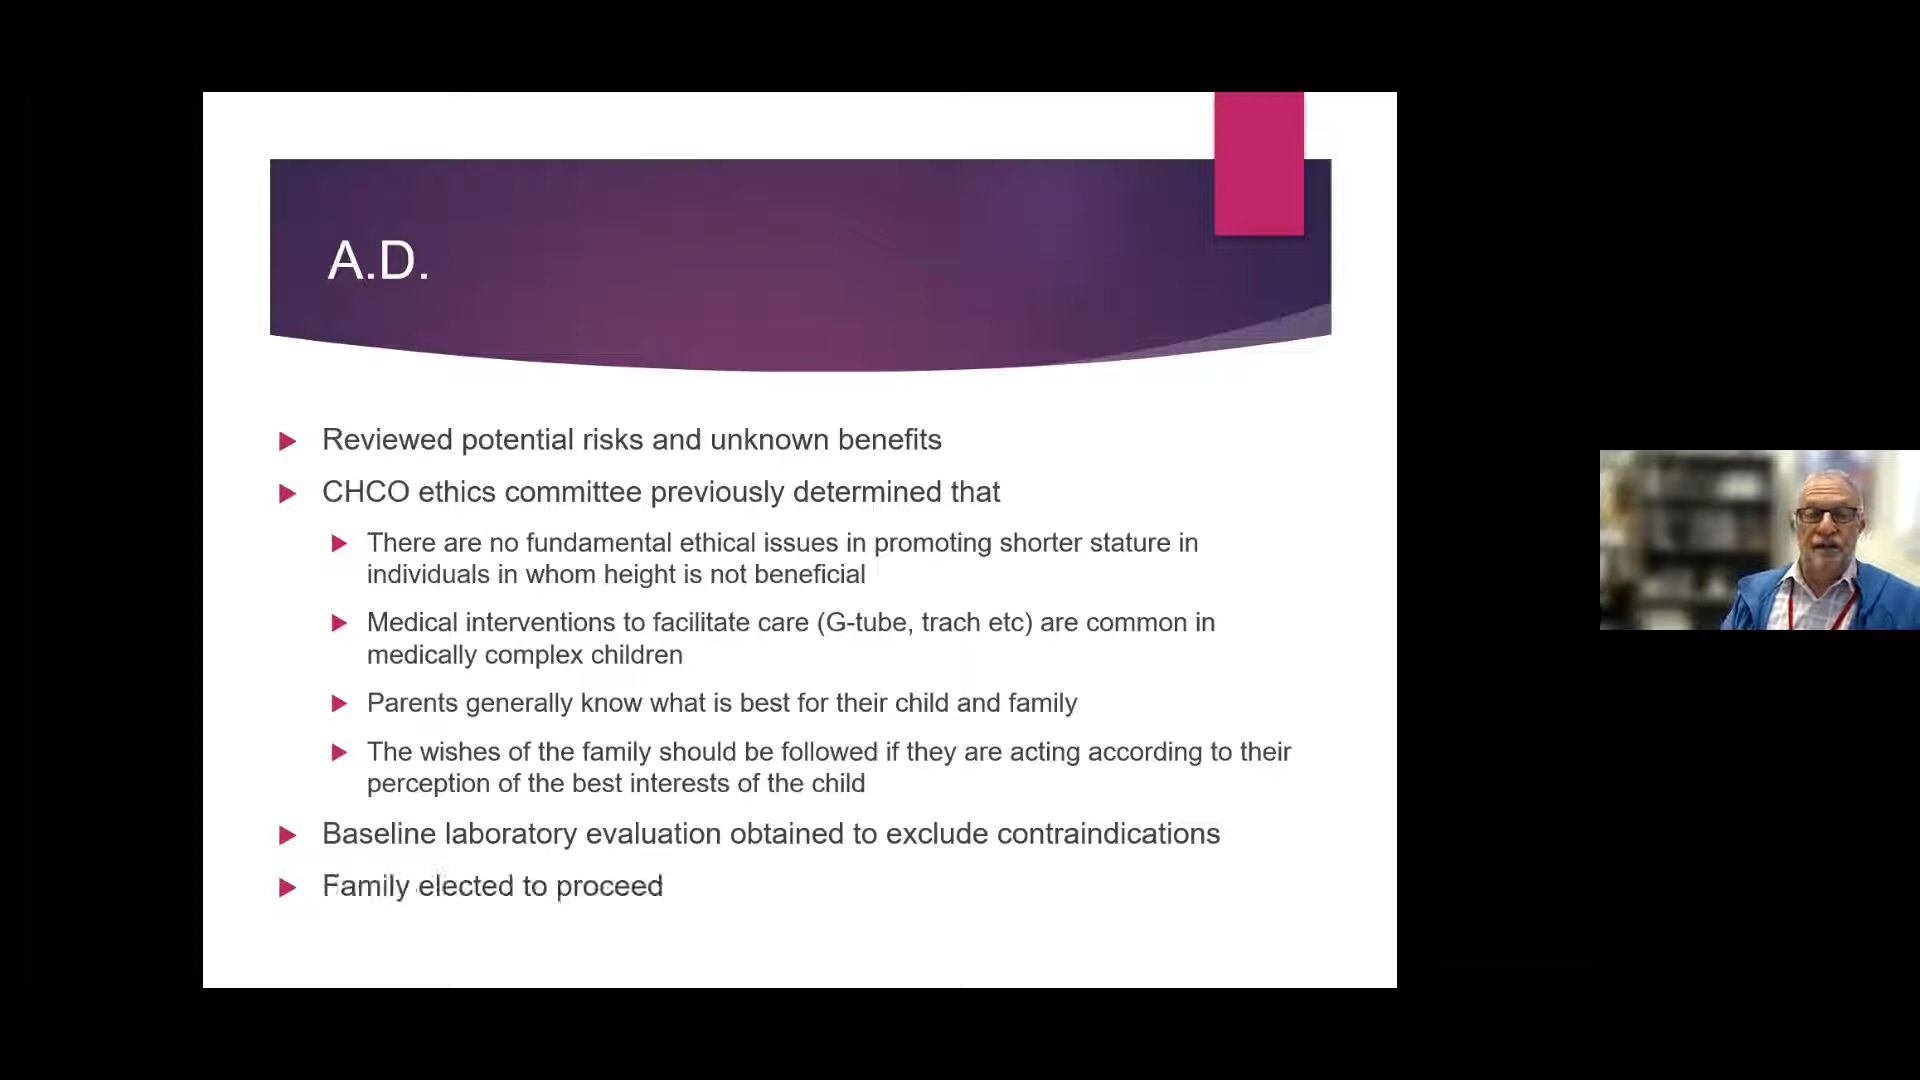 A.D.
Reviewed potential risks and unknown benefits
CHCO ethics committee previously determined that
There are no fundamental ethical issues in promoting shorter stature in
individuals in whom height is not beneficial
Medical interventions to facilitate care (G-tube, trach etc) are common in
medically complex children
Parents generally know what is best for their child and family
The wishes of the family should be followed if they are acting according to their
perception of the best interests of the child
Baseline laboratory evaluation obtained to exclude contraindications
Family elected to proceed